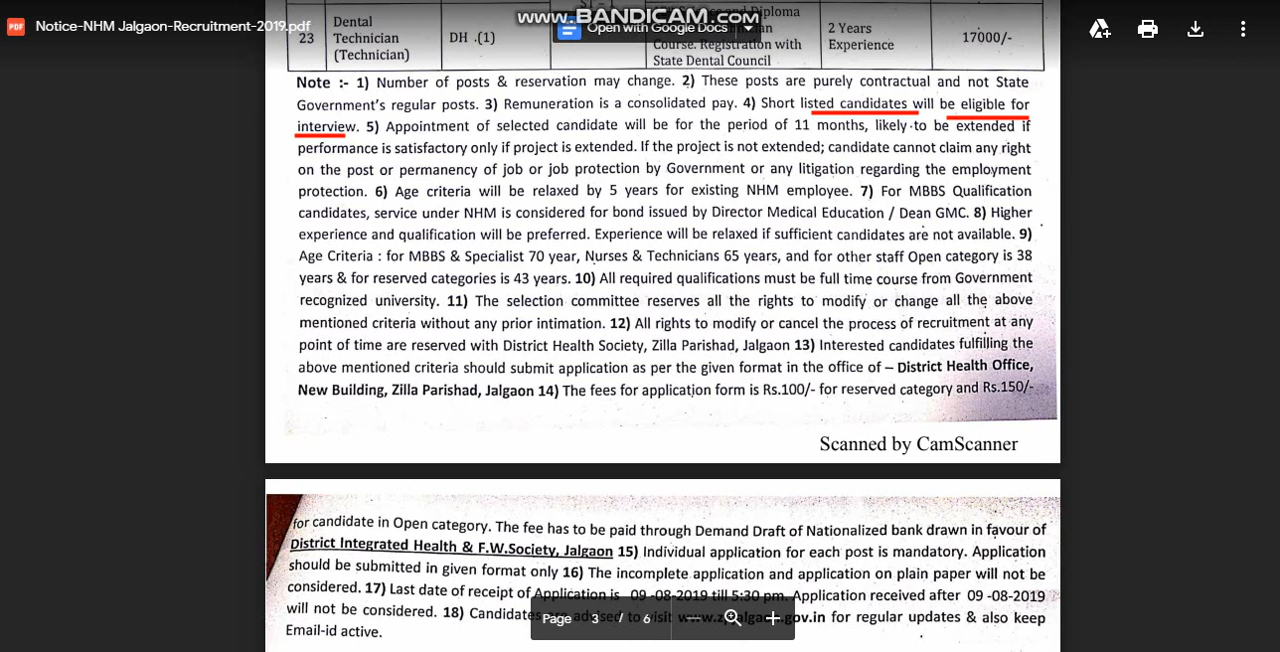 PDF Notice-NHM Jalgaon-Recruitment-2019.pdf
www.BANDICAM.com
Open with Google Docs
23 Dental Technician (Technician) DH .(1) Diploma Course. Registration with State Dental Council 2 Years Experience 17000/-
Note :- 1) Number of posts & reservation may change. 2) These posts are purely contractual and not State
Government's regular posts. 3) Remuneration is a consolidated pay. 4) Short listed candidates will be eligible for
interview. 5) Appointment of selected candidate will be for the period of 11 months, likely to be extended if
performance is satisfactory only if project is extended. If the project is not extended; candidate cannot claim any right
on the post or permanency of job or job protection by Government or any litigation regarding the employment
protection. 6) Age criteria will be relaxed by 5 years for existing NHM employee. 7) For MBBS Qualification
candidates, service under NHM is considered for bond issued by Director Medical Education / Dean GMC. 8) Higher
experience and qualification will be preferred. Experience will be relaxed if sufficient candidates are not available. 9)
Age Criteria : for MBBS & Specialist 70 year, Nurses & Technicians 65 years, and for other staff Open category is 38
years & for reserved categories is 43 years. 10) All required qualifications must be full time course from Government
recognized university. 11) The selection committee reserves all the rights to modify or change all the above
mentioned criteria without any prior intimation. 12) All rights to modify or cancel the process of recruitment at any
point of time are reserved with District Health Society, Zilla Parishad, Jalgaon 13) Interested candidates fulfilling the
above mentioned criteria should submit application as per the given format in the office of – District Health Office,
New Building, Zilla Parishad, Jalgaon 14) The fees for application form is Rs.100/- for reserved category and Rs.150/-
Scanned by CamScanner
for candidate in Open category. The fee has to be paid through Demand Draft of Nationalized bank drawn in favour of
District Integrated Health & F.W.Society, Jalgaon 15) Individual application for each post is mandatory. Application
should be submitted in given format only 16) The incomplete application and application on plain paper will not be
considered. 17) Last date of receipt of Application is 09 -08-2019 till 5:30 pm. Application received after 09 -08-2019
will not be considered. 18) Candidates are advised to visit gov.in for regular updates & also keep
Email-id active.
Page 3 / 6